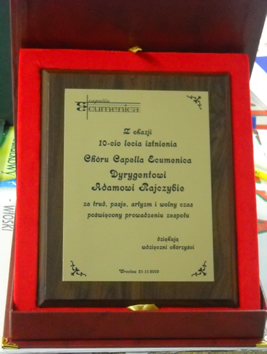 capella
Ecumenica
Z okazji
10-cio lecia istnienia
Chóru Capella Ecumenica
Dyrygentowi
Adamowi Rajczybie
za trud, pasje, artyzm i wolny czas
poświęcony prowadzeniu zespołu
dziękują
wdzięczni chórzyści